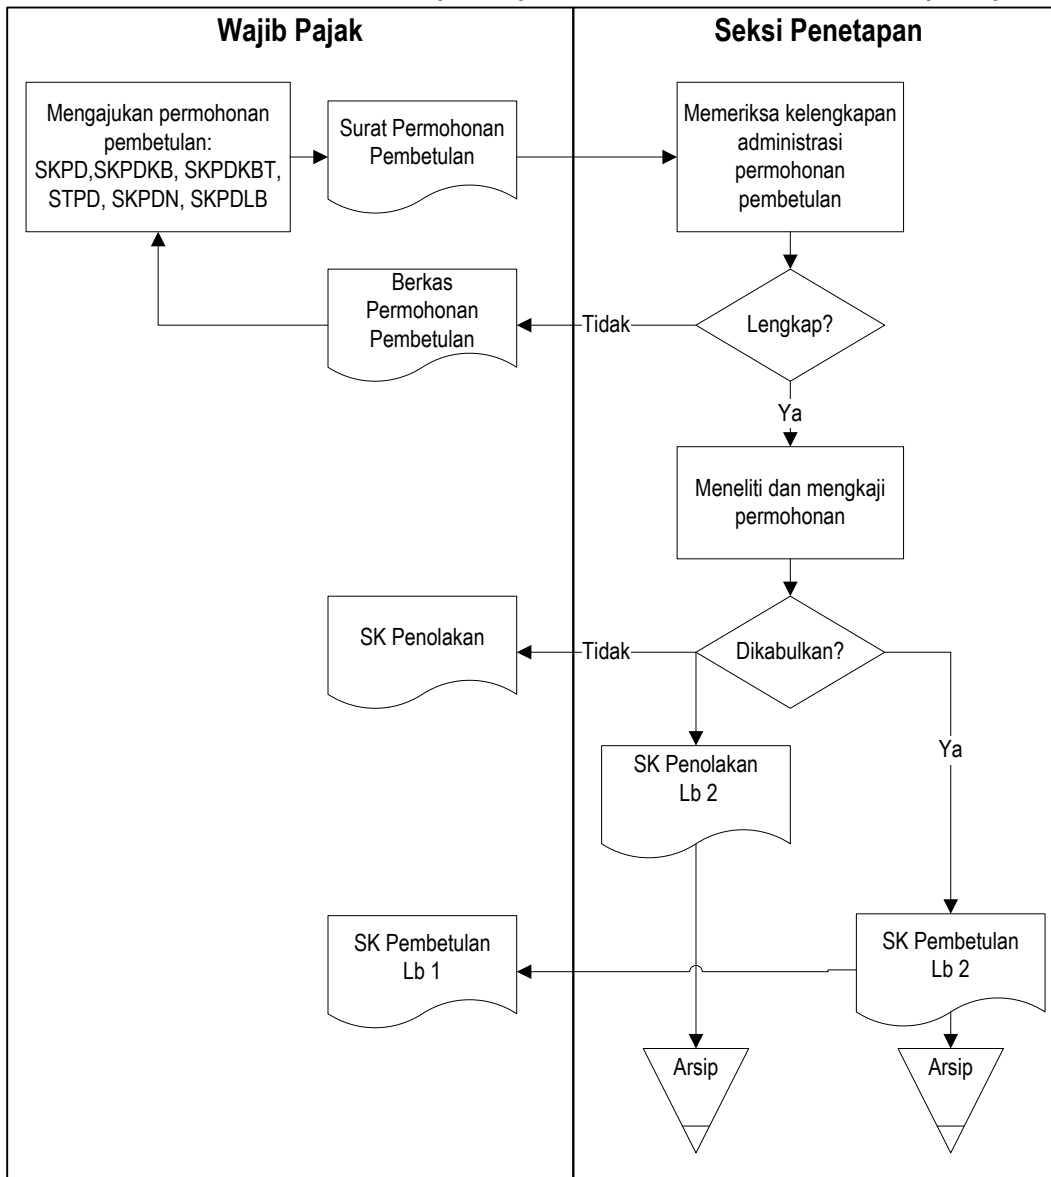 Wajib Pajak
Seksi Penetapan
Mengajukan permohonan
pembetulan:
SKPD,SKPDKB, SKPDKBT,
STPD, SKPDN, SKPDLB
Surat Permohonan
Pembetulan
Memeriksa kelengkapan
administrasi
permohonan
pembetulan
Berkas
Permohonan
Pembetulan
Tidak
Lengkap?
Ya
Meneliti dan mengkaji
permohonan
SK Penolakan
Tidak
Dikabulkan?
Ya
SK Penolakan
Lb 2
SK Pembetulan
Lb 1
SK Pembetulan
Lb 2
Arsip
Arsip